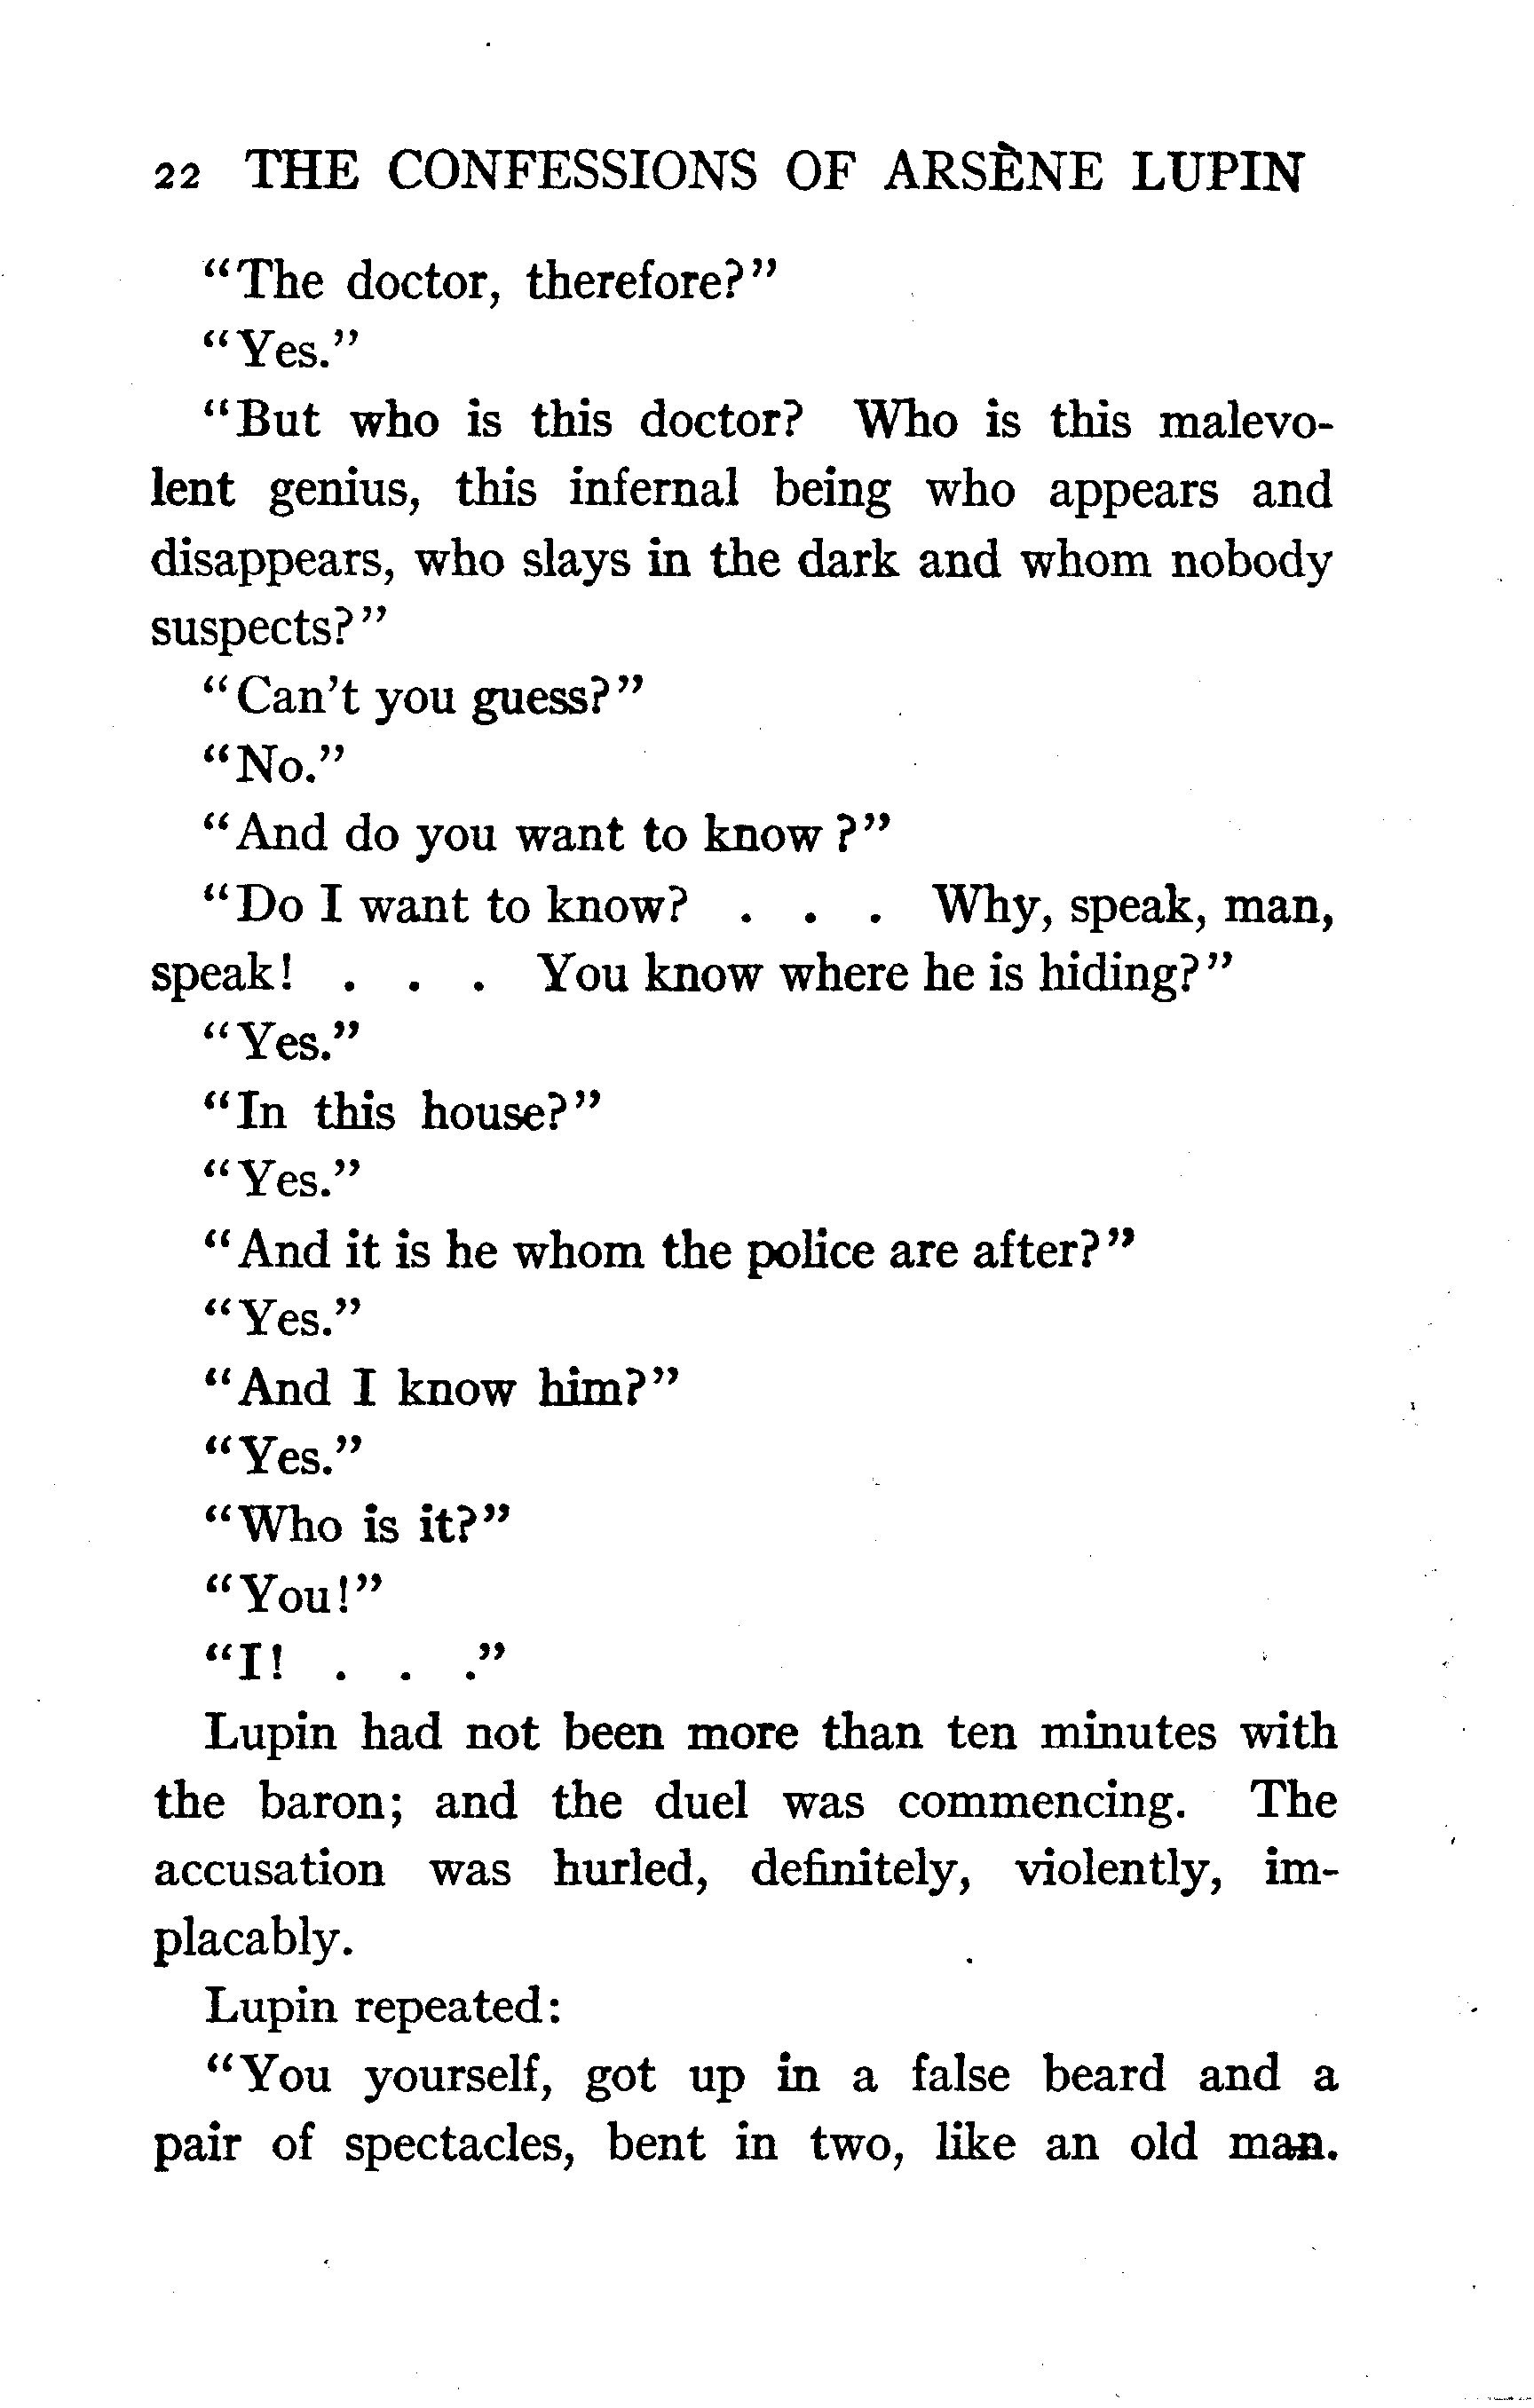 22 THE CONFESSIONS OF ARSÈNE LUPIN
“The doctor, therefore?”
“Yes.”
“But who is this doctor? Who is this malevo-
lent genius, this infernal being who appears and
disappears, who slays in the dark and whom nobody
suspects?”
“Can’t you guess?”
“No.”
“And do you want to know ?”
“Do I want to know? . . . Why, speak, man,
speak! . . . You know where he is hiding?”
“Yes.”
“In this house?”
“Yes.”
“And it is he whom the police are after?”
“Yes.”
“And I know him?”
“Yes.”
“Who is it?”
“You!”
“I! . . .”
Lupin had not been more than ten minutes with
the baron; and the duel was commencing. The
accusation was hurled, definitely, violently, im-
placably.
Lupin repeated:
“You yourself, got up in a false beard and a
pair of spectacles, bent in two, like an old man.